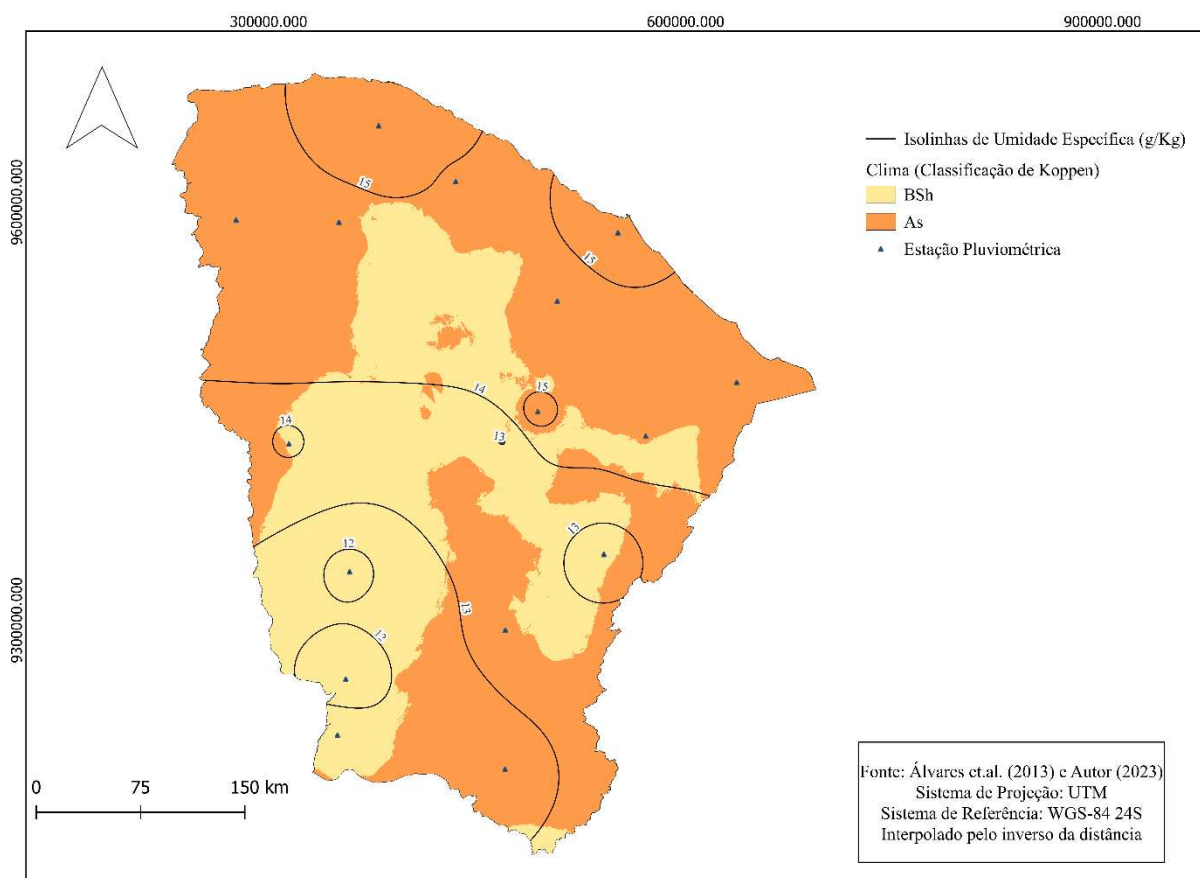 300000.000
600000.000
900000.000
9600000.000
9300000.000
Isolinhas de Umidade Específica (g/Kg)
Clima (Classificação de Koppen)
BSh
As
Estação Pluviométrica
15
15
14
15
14
13
12
13
13
12
0 75 150 km
Fonte: Álvares et.al. (2013) e Autor (2023)
Sistema de Projeção: UTM
Sistema de Referência: WGS-84 24S
Interpolado pelo inverso da distância